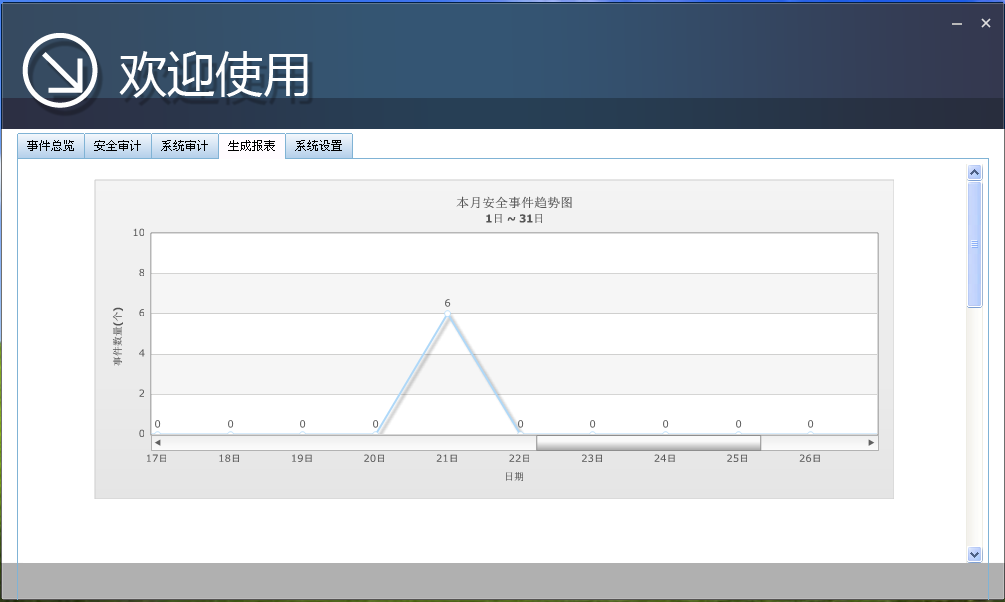 欢迎使用
事件总览 安全审计 系统审计 生成报表 系统设置
本月安全事件趋势图
1日 ~ 31日
10
8
6
4
2
0
事件数量(个)
0 0 0 0 6 0 0 0 0 0
17日 18日 19日 20日 21日 22日 23日 24日 25日 26日
日期